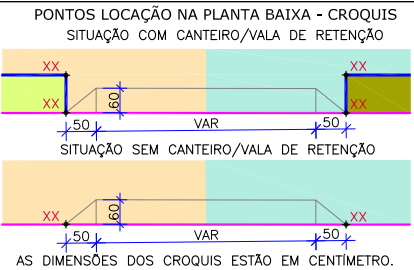 PONTOS LOCAÇÃO NA PLANTA BAIXA - CROQUIS
SITUAÇÃO COM CANTEIRO/VALA DE RETENÇÃO
XX XX
XX .60 XX
50 VAR 50
SITUAÇÃO SEM CANTEIRO/VALA DE RETENÇÃO
XX .60 XX
50 VAR 50
AS DIMENSÕES DOS CROQUIS ESTÃO EM CENTÍMETRO.